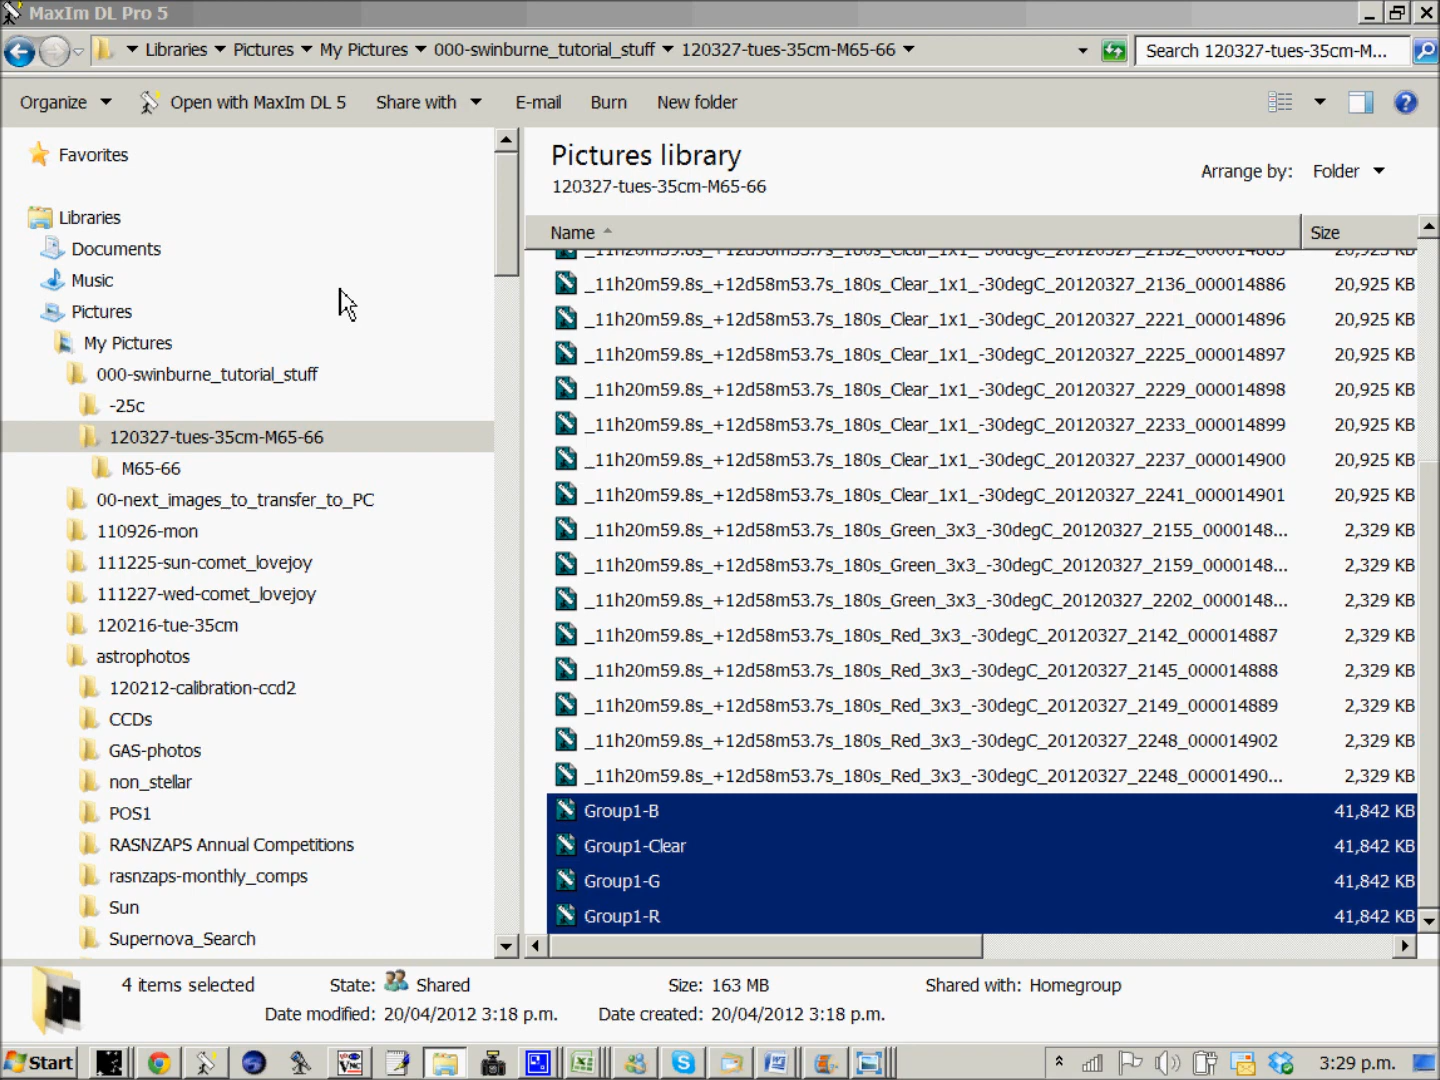 MaxIm DL Pro 5
Libraries Pictures My Pictures 000-swinburne_tutorial_stuff 120327-tues-35cm-M65-66 Search 120327-tues-35cm-M...
Organize Open with MaxIm DL 5 Share with E-mail Burn New folder
Favorites
Libraries
Documents
Music
Pictures
My Pictures
000-swinburne_tutorial_stuff
-25c
120327-tues-35cm-M65-66
M65-66
00-next_images_to_transfer_to_PC
110926-mon
111225-sun-comet_lovejoy
111227-wed-comet_lovejoy
120216-tue-35cm
astrophotos
120212-calibration-ccd2
CCDs
GAS-photos
non_stellar
POS1
RASNZAPS Annual Competitions
rasnzaps-monthly_comps
Sun
Supernova_Search
Pictures library
120327-tues-35cm-M65-66
Arrange by: Folder
Name Size
_11h20m59.8s_+12d58m53.7s_180s_Clear_1x1_-30degC_20120327_2136_000014886 20,925 KB
_11h20m59.8s_+12d58m53.7s_180s_Clear_1x1_-30degC_20120327_2221_000014896 20,925 KB
_11h20m59.8s_+12d58m53.7s_180s_Clear_1x1_-30degC_20120327_2225_000014897 20,925 KB
_11h20m59.8s_+12d58m53.7s_180s_Clear_1x1_-30degC_20120327_2229_000014898 20,925 KB
_11h20m59.8s_+12d58m53.7s_180s_Clear_1x1_-30degC_20120327_2233_000014899 20,925 KB
_11h20m59.8s_+12d58m53.7s_180s_Clear_1x1_-30degC_20120327_2237_000014900 20,925 KB
_11h20m59.8s_+12d58m53.7s_180s_Clear_1x1_-30degC_20120327_2241_000014901 20,925 KB
_11h20m59.8s_+12d58m53.7s_180s_Green_3x3_-30degC_20120327_2155_0000148... 2,329 KB
_11h20m59.8s_+12d58m53.7s_180s_Green_3x3_-30degC_20120327_2159_0000148... 2,329 KB
_11h20m59.8s_+12d58m53.7s_180s_Green_3x3_-30degC_20120327_2202_0000148... 2,329 KB
_11h20m59.8s_+12d58m53.7s_180s_Red_3x3_-30degC_20120327_2142_000014887 2,329 KB
_11h20m59.8s_+12d58m53.7s_180s_Red_3x3_-30degC_20120327_2145_000014888 2,329 KB
_11h20m59.8s_+12d58m53.7s_180s_Red_3x3_-30degC_20120327_2149_000014889 2,329 KB
_11h20m59.8s_+12d58m53.7s_180s_Red_3x3_-30degC_20120327_2248_000014902 2,329 KB
_11h20m59.8s_+12d58m53.7s_180s_Red_3x3_-30degC_20120327_2248_00001490... 2,329 KB
Group1-B 41,842 KB
Group1-Clear 41,842 KB
Group1-G 41,842 KB
Group1-R 41,842 KB
4 items selected State: Shared Size: 163 MB Shared with: Homegroup
Date modified: 20/04/2012 3:18 p.m. Date created: 20/04/2012 3:18 p.m.
Start 3:29 p.m.